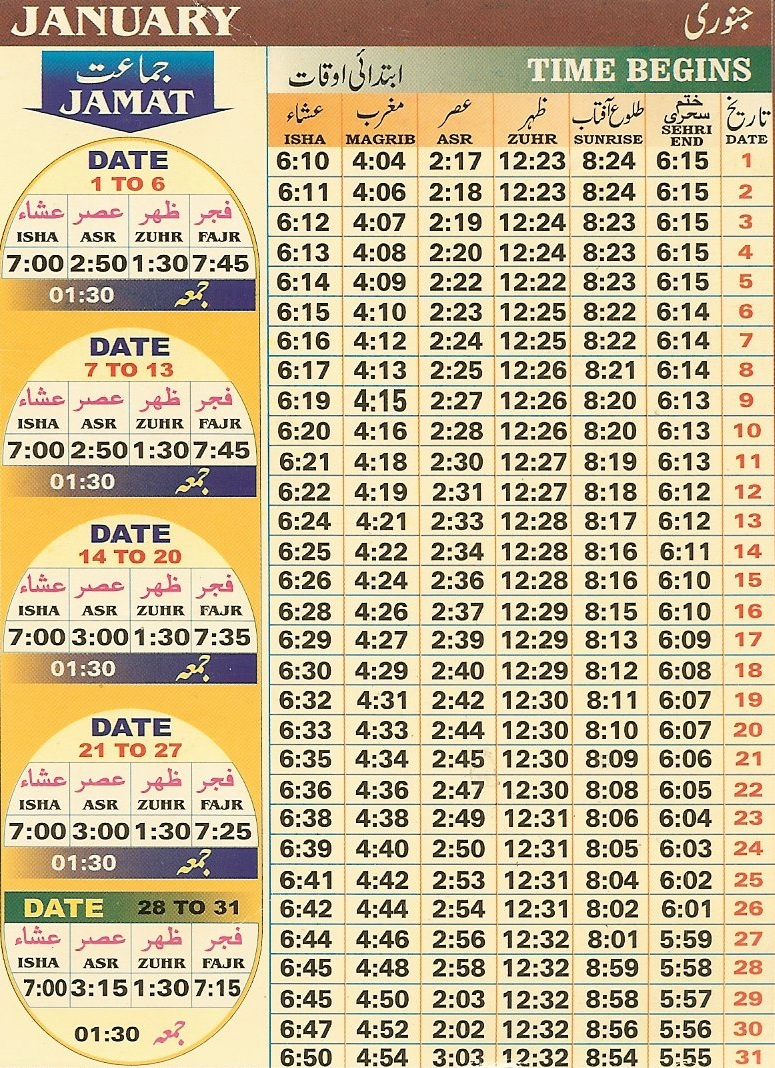 JANUARY جنوری
جماعت
JAMAT
DATE
1 TO 6
عشاء عصر ظهر فجر
ISHA ASR ZUHR FAJR
7:00 2:50 1:30 7:45
01:30 جمعہ
DATE
7 TO 13
عشاء عصر ظهر فجر
ISHA ASR ZUHR FAJR
7:00 2:50 1:30 7:45
01:30 جمعہ
DATE
14 TO 20
عشاء عصر ظهر فجر
ISHA ASR ZUHR FAJR
7:00 3:00 1:30 7:35
01:30 جمعہ
DATE
21 TO 27
عشاء عصر ظهر فجر
ISHA ASR ZUHR FAJR
7:00 3:00 1:30 7:25
01:30 جمعہ
DATE 28 TO 31
عشاء عصر ظهر فجر
ISHA ASR ZUHR FAJR
7:00 3:15 1:30 7:15
01:30 جمعہ
ابتدائی اوقات TIME BEGINS
عشاء مغرب عصر ظہر طلوع آفتاب ختم سحری تاریخ
ISHA MAGRIB ASR ZUHR SUNRISE SEHRI END DATE
6:10 4:04 2:17 12:23 8:24 6:15 1
6:11 4:06 2:18 12:23 8:24 6:15 2
6:12 4:07 2:19 12:24 8:23 6:15 3
6:13 4:08 2:20 12:24 8:23 6:15 4
6:14 4:09 2:22 12:22 8:23 6:15 5
6:15 4:10 2:23 12:25 8:22 6:14 6
6:16 4:12 2:24 12:25 8:22 6:14 7
6:17 4:13 2:25 12:26 8:21 6:14 8
6:19 4:15 2:27 12:26 8:20 6:13 9
6:20 4:16 2:28 12:26 8:20 6:13 10
6:21 4:18 2:30 12:27 8:19 6:13 11
6:22 4:19 2:31 12:27 8:18 6:12 12
6:24 4:21 2:33 12:28 8:17 6:12 13
6:25 4:22 2:34 12:28 8:16 6:11 14
6:26 4:24 2:36 12:28 8:16 6:10 15
6:28 4:26 2:37 12:29 8:15 6:10 16
6:29 4:27 2:39 12:29 8:13 6:09 17
6:30 4:29 2:40 12:29 8:12 6:08 18
6:32 4:31 2:42 12:30 8:11 6:07 19
6:33 4:33 2:44 12:30 8:10 6:07 20
6:35 4:34 2:45 12:30 8:09 6:06 21
6:36 4:36 2:47 12:30 8:08 6:05 22
6:38 4:38 2:49 12:31 8:06 6:04 23
6:39 4:40 2:50 12:31 8:05 6:03 24
6:41 4:42 2:53 12:31 8:04 6:02 25
6:42 4:44 2:54 12:31 8:02 6:01 26
6:44 4:46 2:56 12:32 8:01 5:59 27
6:45 4:48 2:58 12:32 8:59 5:58 28
6:45 4:50 2:03 12:32 8:58 5:57 29
6:47 4:52 2:02 12:32 8:56 5:56 30
6:50 4:54 3:03 12:32 8:54 5:55 31